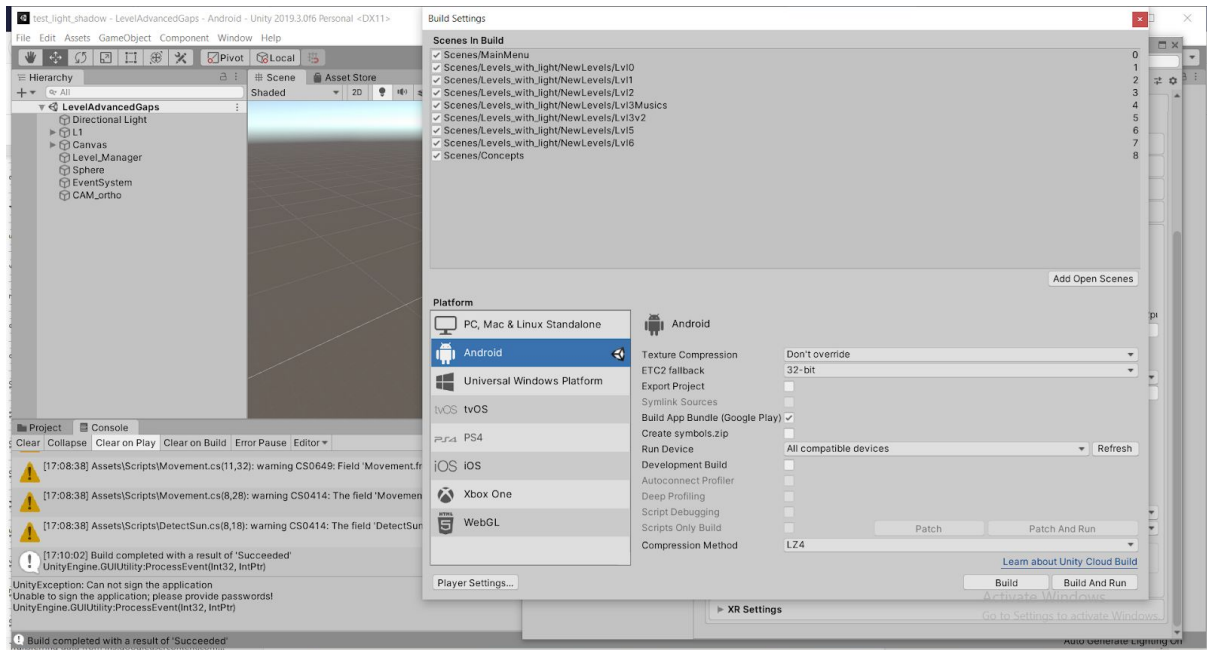 test_light_shadow - LevelAdvancedGaps - Android - Unity 2019.3.0f6 Personal <DX11>
File Edit Assets GameObject Component Window Help
Pivot Local
Hierarchy
Scene Asset Store
All
Shaded 2D
LevelAdvancedGaps
Directional Light
L1
Canvas
Level_Manager
Sphere
EventSystem
CAM_ortho
Build Settings
Scenes In Build
Scenes/MainMenu 0
Scenes/Levels_with_light/NewLevels/Lvl0 1
Scenes/Levels_with_light/NewLevels/Lvl1 2
Scenes/Levels_with_light/NewLevels/Lvl2 3
Scenes/Levels_with_light/NewLevels/Lvl3Musics 4
Scenes/Levels_with_light/NewLevels/Lvl3v2 5
Scenes/Levels_with_light/NewLevels/Lvl5 6
Scenes/Levels_with_light/NewLevels/Lvl6 7
Scenes/Concepts 8
Add Open Scenes
Platform
PC, Mac & Linux Standalone
Android
Universal Windows Platform
tvOS tvOS
PS4 PS4
iOS iOS
Xbox One
HTML 5 WebGL
Android
Texture Compression Don't override
ETC2 fallback 32-bit
Export Project
Symlink Sources
Build App Bundle (Google Play)
Create symbols.zip
Run Device All compatible devices Refresh
Development Build
Autoconnect Profiler
Deep Profiling
Script Debugging
Scripts Only Build Patch Patch And Run
Compression Method LZ4
Learn about Unity Cloud Build
Player Settings... Build Build And Run
Activate Windows
Go to Settings to activate Windows.
XR Settings
Project Console
Clear Collapse Clear on Play Clear on Build Error Pause Editor
[17:08:38] Assets\Scripts\Movement.cs(11,32): warning CS0649: Field 'Movement.fr
[17:08:38] Assets\Scripts\Movement.cs(8,28): warning CS0414: The field 'Movemen
[17:08:38] Assets\Scripts\DetectSun.cs(8,18): warning CS0414: The field 'DetectSun
[17:10:02] Build completed with a result of 'Succeeded'
UnityEngine.GUIUtility:ProcessEvent(Int32, IntPtr)
UnityException: Can not sign the application
Unable to sign the application; please provide passwords!
UnityEngine.GUIUtility:ProcessEvent(Int32, IntPtr)
Build completed with a result of 'Succeeded'
Auto Generate Lighting On